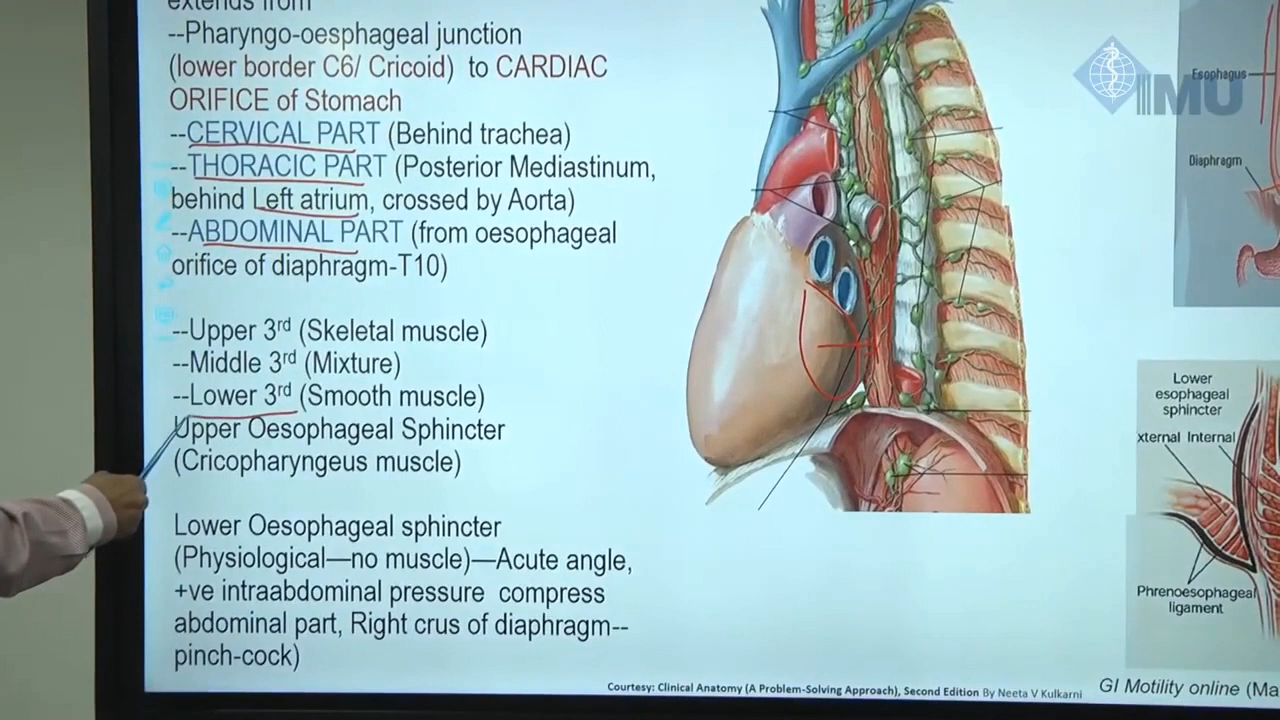 extends from
--Pharyngo-oesphageal junction
(lower border C6/ Cricoid) to CARDIAC
ORIFICE of Stomach
--CERVICAL PART (Behind trachea)
--THORACIC PART (Posterior Mediastinum,
behind Left atrium, crossed by Aorta)
--ABDOMINAL PART (from oesophageal
orifice of diaphragm-T10)
--Upper 3rd (Skeletal muscle)
--Middle 3rd (Mixture)
--Lower 3rd (Smooth muscle)
Upper Oesophageal Sphincter
(Cricopharyngeus muscle)
Lower Oesophageal sphincter
(Physiological—no muscle)—Acute angle,
+ve intraabdominal pressure compress
abdominal part, Right crus of diaphragm--
pinch-cock)
Courtesy: Clinical Anatomy (A Problem-Solving Approach), Second Edition By Neeta V Kulkarni
IMU
Esophagus
Diaphragm
Lower
esophageal
sphincter
xternal Internal
Phrenoesophageal
ligament
GI Motility online (Ma